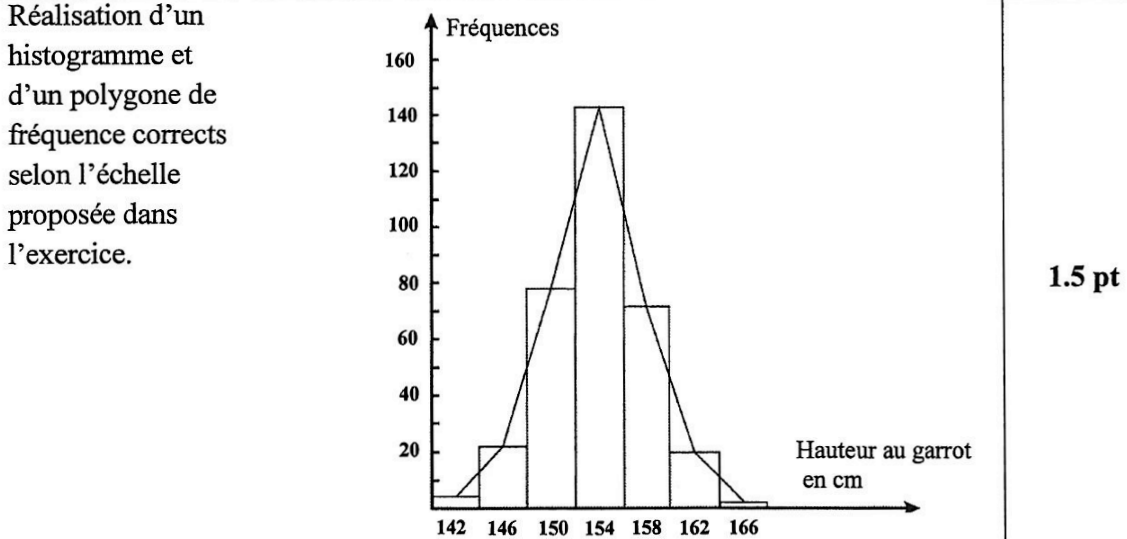 Réalisation d’un
histogramme et
d’un polygone de
fréquence corrects
selon l’échelle
proposée dans
l’exercice.
Fréquences
160
140
120
100
80
60
40
20
Hauteur au garrot
en cm
142 146 150 154 158 162 166
1.5 pt